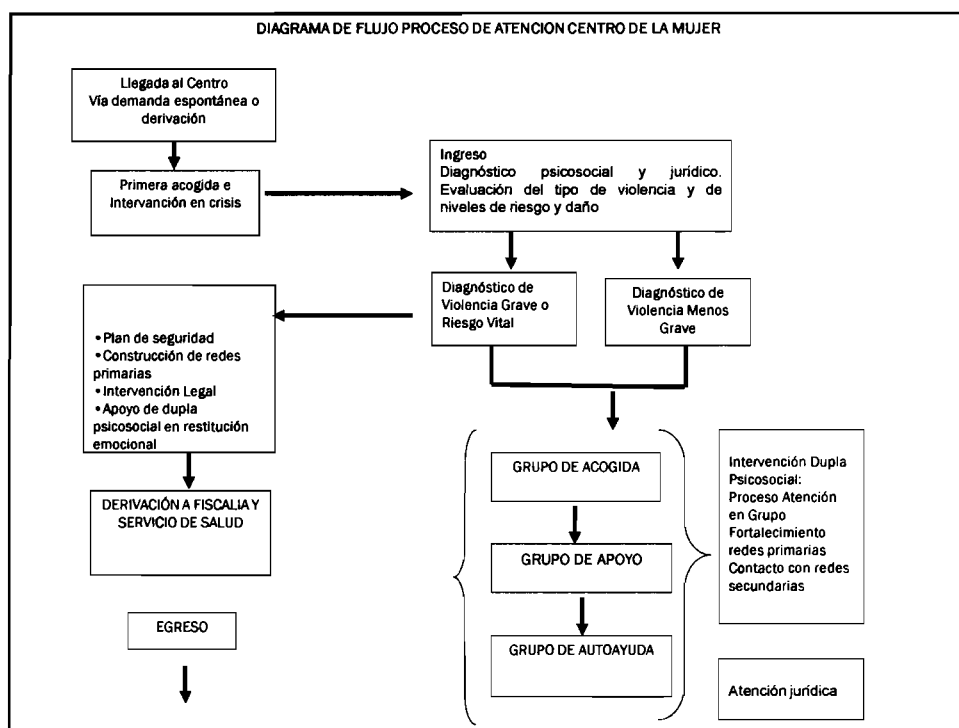 DIAGRAMA DE FLUJO PROCESO DE ATENCION CENTRO DE LA MUJER
Llegada al Centro
Vía demanda espontánea o
derivación
Primera acogida e
Intervanción en crisis
Ingreso
Diagnóstico psicosocial y jurídico.
Evaluación del tipo de violencia y de
niveles de riesgo y daño
Diagnóstico de
Violencia Grave o
Riesgo Vital
Diagnóstico de
Violencia Menos
Grave
• Plan de seguridad
• Construcción de redes
primarias
• Intervención Legal
• Apoyo de dupla
psicosocial en restitución
emocional
DERIVACIÓN A FISCALIA Y
SERVICIO DE SALUD
EGRESO
GRUPO DE ACOGIDA
GRUPO DE APOYO
GRUPO DE AUTOAYUDA
Intervención Dupla
Psicosocial:
Proceso Atención
en Grupo
Fortalecimiento
redes primarias
Contacto con redes
secundarias
Atención jurídica